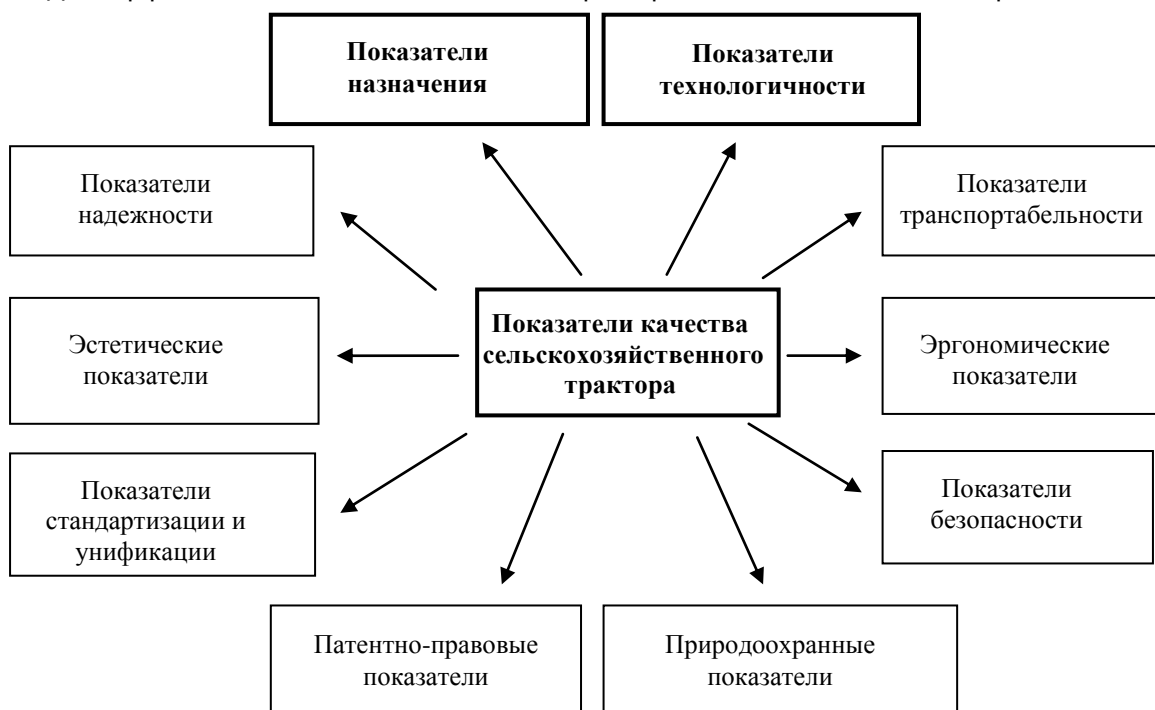 Показатели
назначения
Показатели
технологичности
Показатели
надежности
Показатели
транспортабельности
Показатели качества
сельскохозяйственного
трактора
Эстетические
показатели
Эргономические
показатели
Показатели
стандартизации и
унификации
Показатели
безопасности
Патентно-правовые
показатели
Природоохранные
показатели